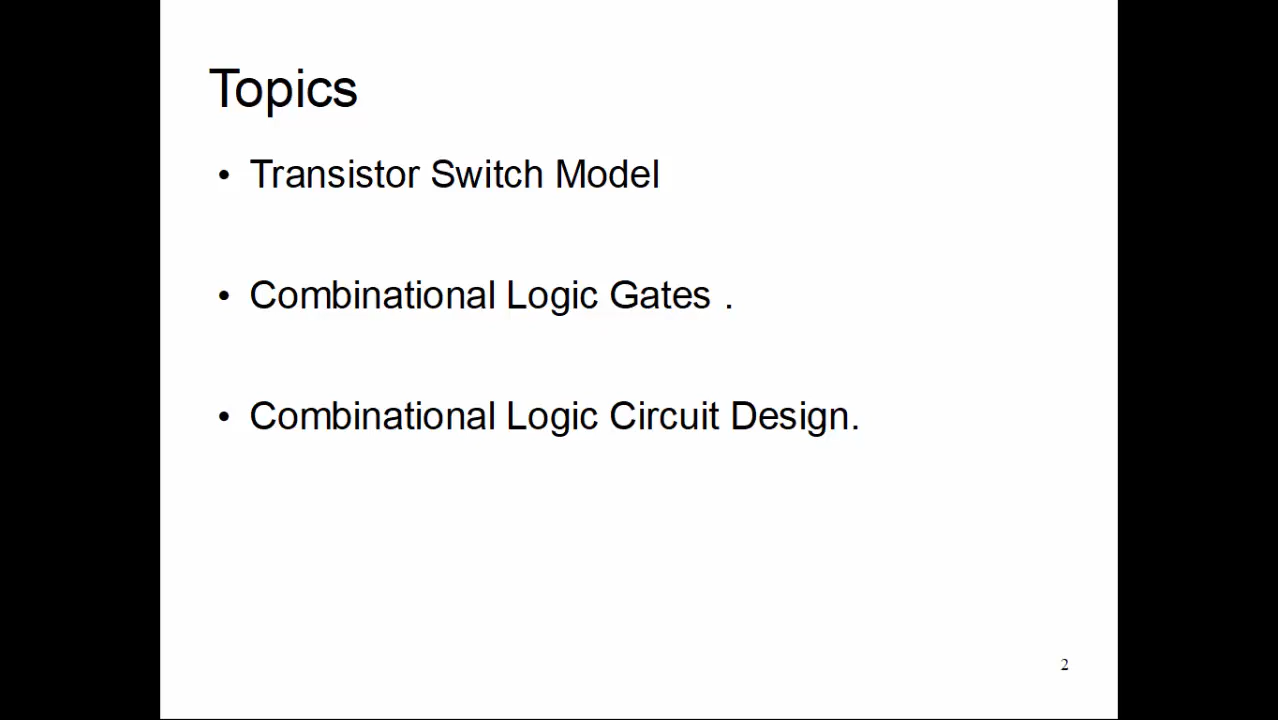 Topics
• Transistor Switch Model
• Combinational Logic Gates .
• Combinational Logic Circuit Design.
2